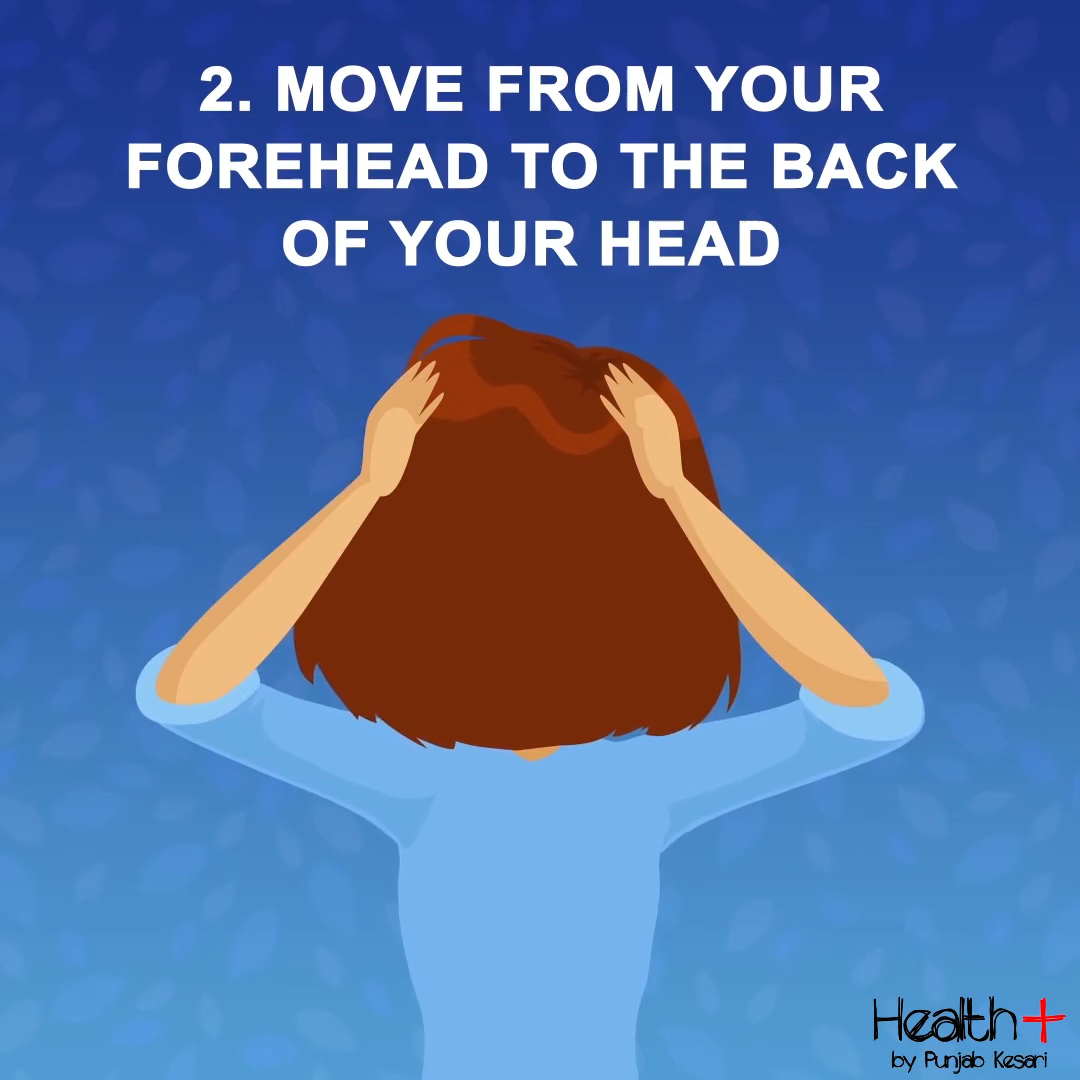 2. MOVE FROM YOUR
FOREHEAD TO THE BACK
OF YOUR HEAD
Health+
by Punjab Kesari